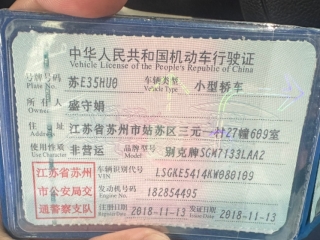 中华人民共和国机动车行驶证
Vehicle License of the People's Republic of China
号牌号码 Plate No. 苏E35HU0 车辆类型 Vehicle Type 小型轿车
所有人 Owner 盛守娟
住址 Address 江苏省苏州市姑苏区三元一村27幢609室
使用性质 Use Character 非营运 品牌型号 Model 别克牌SGM7133LAA2
江苏省苏州 车辆识别代号 VIN LSGKE5414KW080109
市公安局交 发动机号码 Engine No. 182854495
通警察支队 注册日期 Register Date 2018-11-13 发证日期 Issue Date 2018-11-13